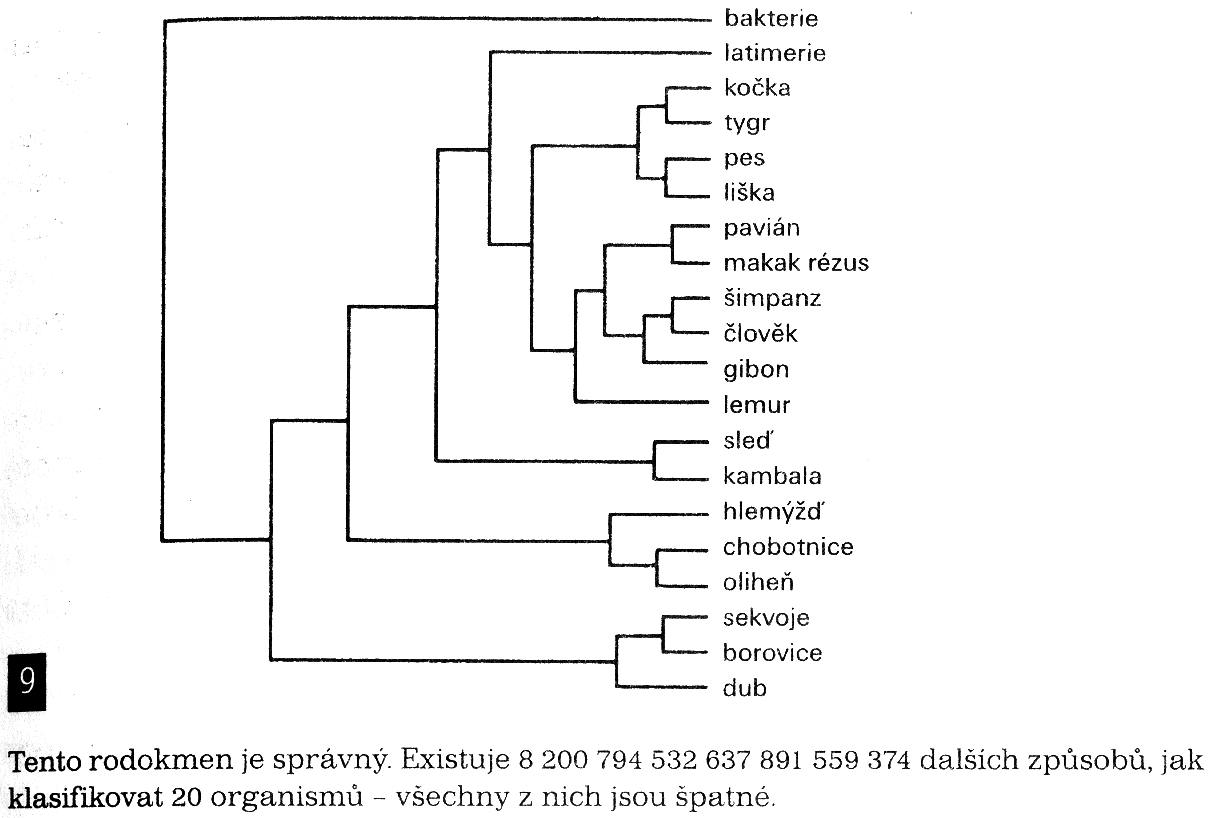 bakterie
latimerie
kočka
tygr
pes
liška
pavián
makak rézus
šimpanz
člověk
gibon
lemur
sleď
kambala
hlemýžď
chobotnice
oliheň
sekvoje
borovice
dub
9
Tento rodokmen je správný. Existuje 8 200 794 532 637 891 559 374 dalších způsobů, jak
klasifikovat 20 organismů – všechny z nich jsou špatné.